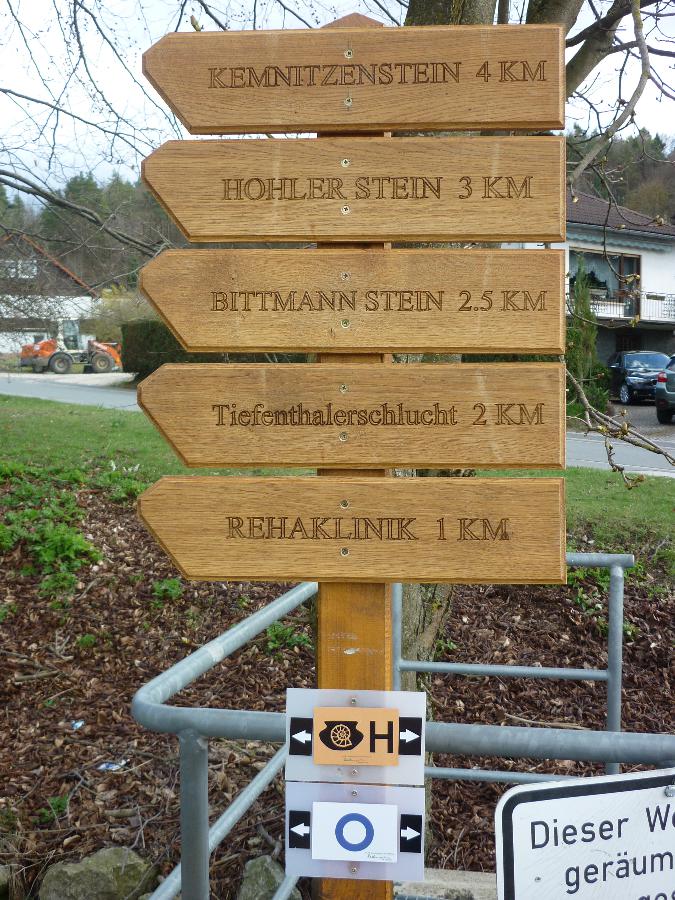 KEMNITZENSTEIN 4 KM
HOHLER STEIN 3 KM
BITTMANN STEIN 2.5 KM
Tiefenthalerschlucht 2 KM
REHAKLINIK 1 KM
H
Dieser
geräum